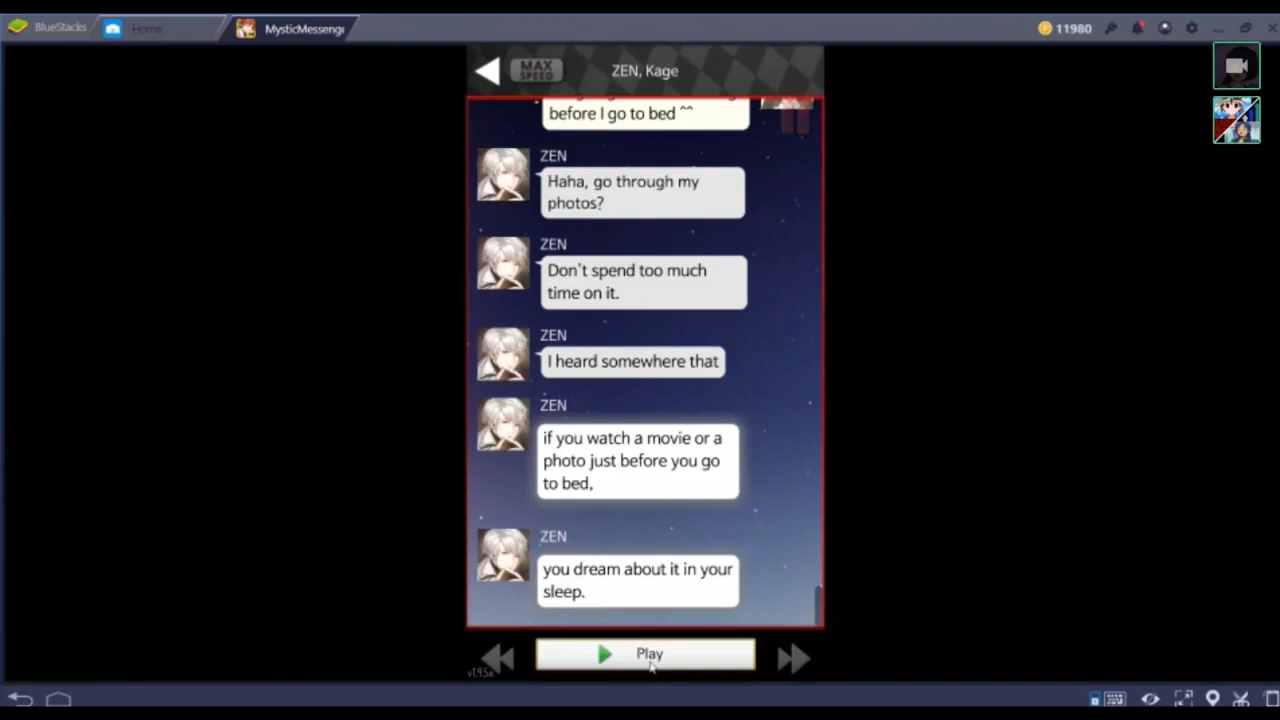 BlueStacks
Home
MysticMessenge
11980
MAX
SPEED
ZEN, Kage
before I go to bed ^^
ZEN
Haha, go through my
photos?
ZEN
Don't spend too much
time on it.
ZEN
I heard somewhere that
ZEN
if you watch a movie or a
photo just before you go
to bed,
ZEN
you dream about it in your
sleep.
Play